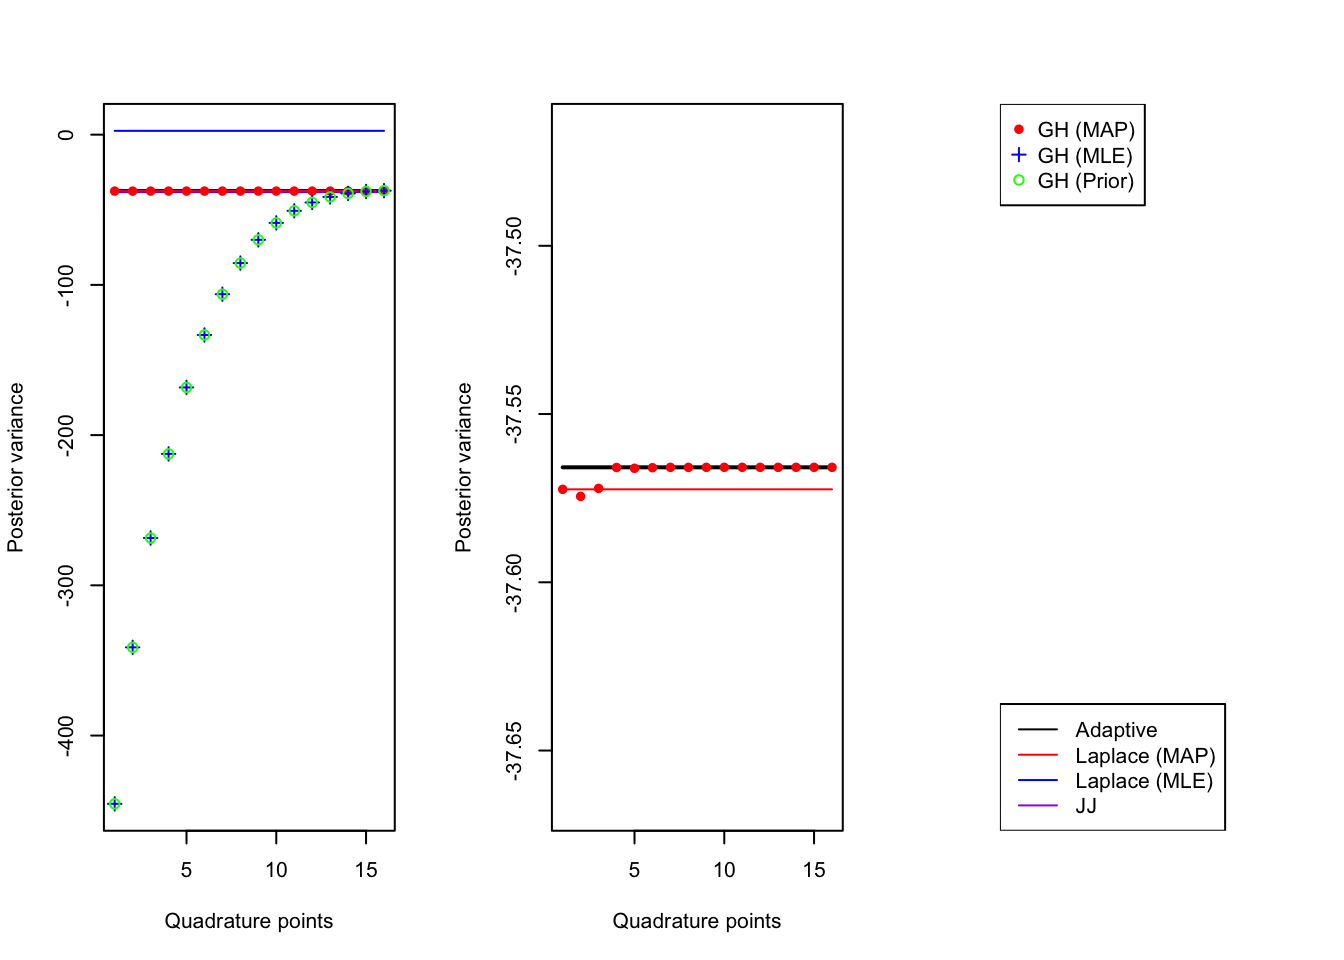 Posterior variance
0
-100
-200
-300
-400
5 10 15
Quadrature points
Posterior variance
-37.50
-37.55
-37.60
-37.65
5 10 15
Quadrature points
GH (MAP)
GH (MLE)
GH (Prior)
Adaptive
Laplace (MAP)
Laplace (MLE)
JJ